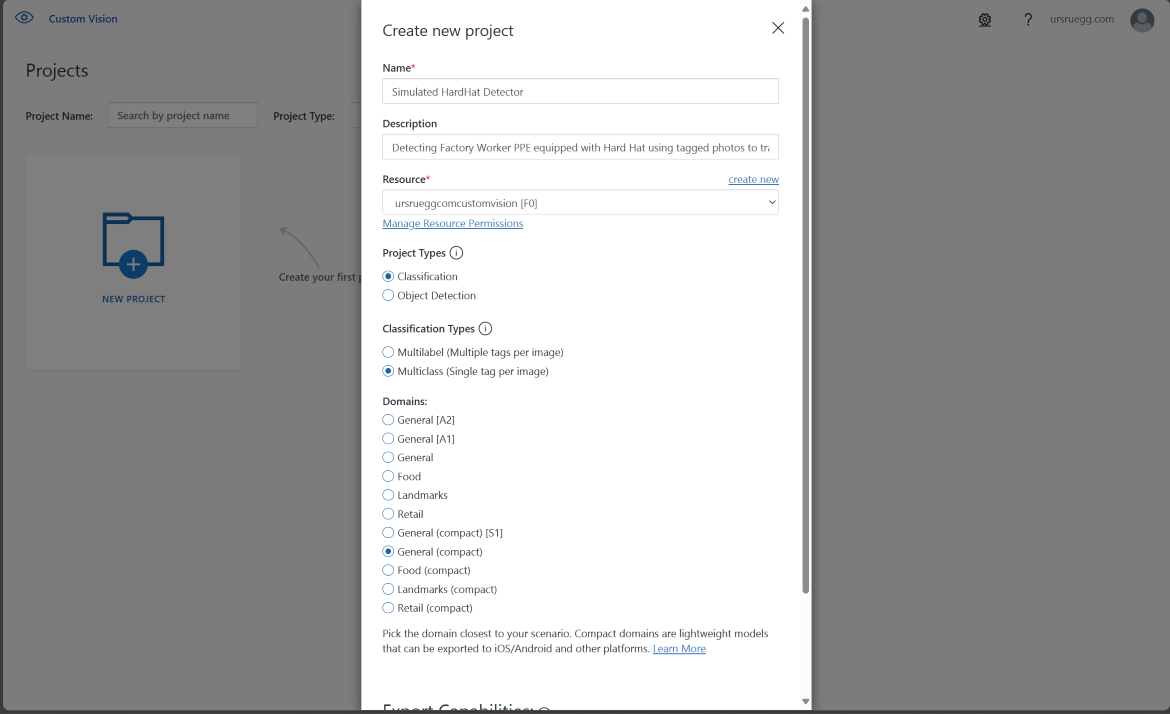 Custom Vision
?
ursruegg.com
Projects
Project Name:
Search by project name
Project Type:
NEW PROJECT
Create your first
Create new project
Name*
Simulated HardHat Detector
Description
Detecting Factory Worker PPE equipped with Hard Hat using tagged photos to
Resource*
create new
ursrueggcomcustomvision [F0]
Manage Resource Permissions
Project Types i
Classification
Object Detection
Classification Types i
Multilabel (Multiple tags per image)
Multiclass (Single tag per image)
Domains:
General [A2]
General [A1]
General
Food
Landmarks
Retail
General (compact) [S1]
General (compact)
Food (compact)
Landmarks (compact)
Retail (compact)
Pick the domain closest to your scenario. Compact domains are lightweight models
that can be exported to iOS/Android and other platforms. Learn More
Export Capabilities: